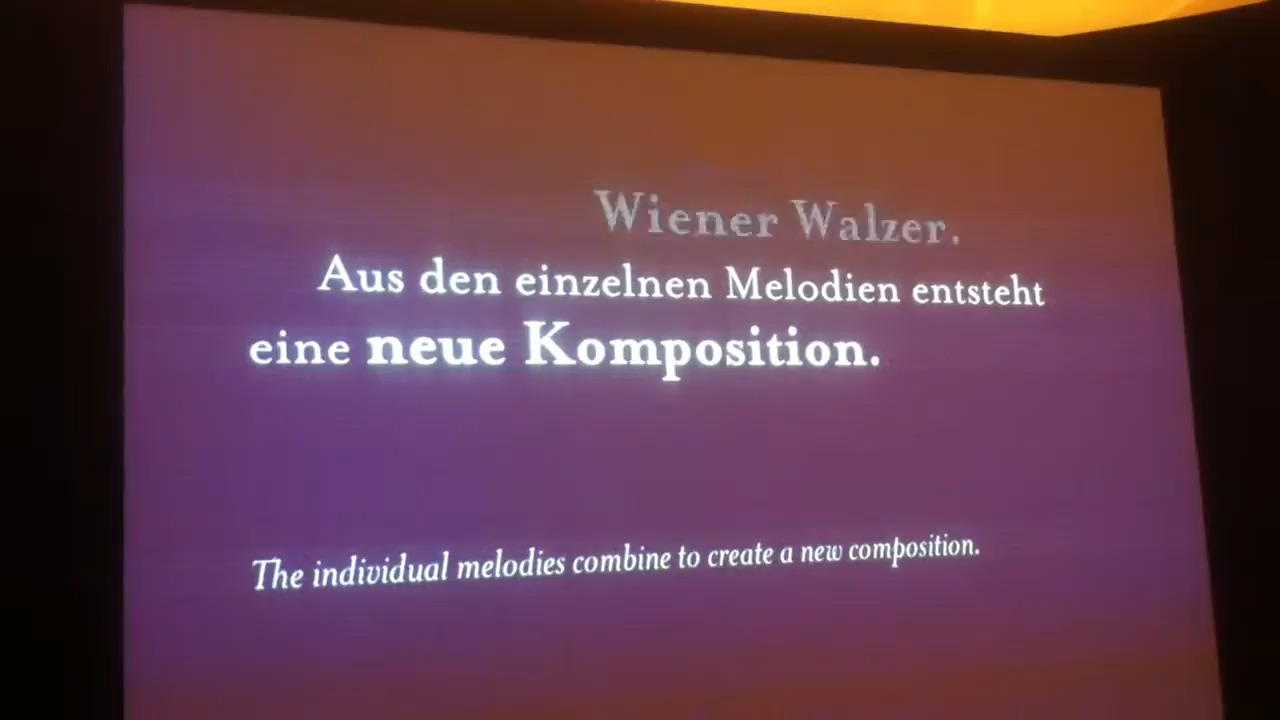 Wiener Walzer.
Aus den einzelnen Melodien entsteht
eine neue Komposition.
The individual melodies combine to create a new composition.